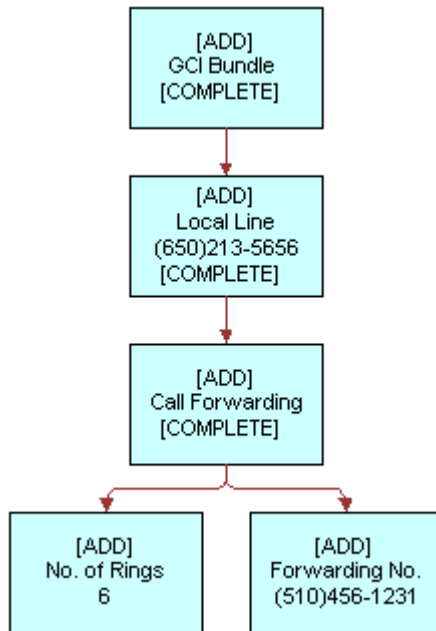 [ADD]
GCI Bundle
[COMPLETE]
[ADD]
Local Line
(650)213-5656
[COMPLETE]
[ADD]
Call Forwarding
[COMPLETE]
[ADD]
No. of Rings
6
[ADD]
Forwarding No.
(510)456-1231